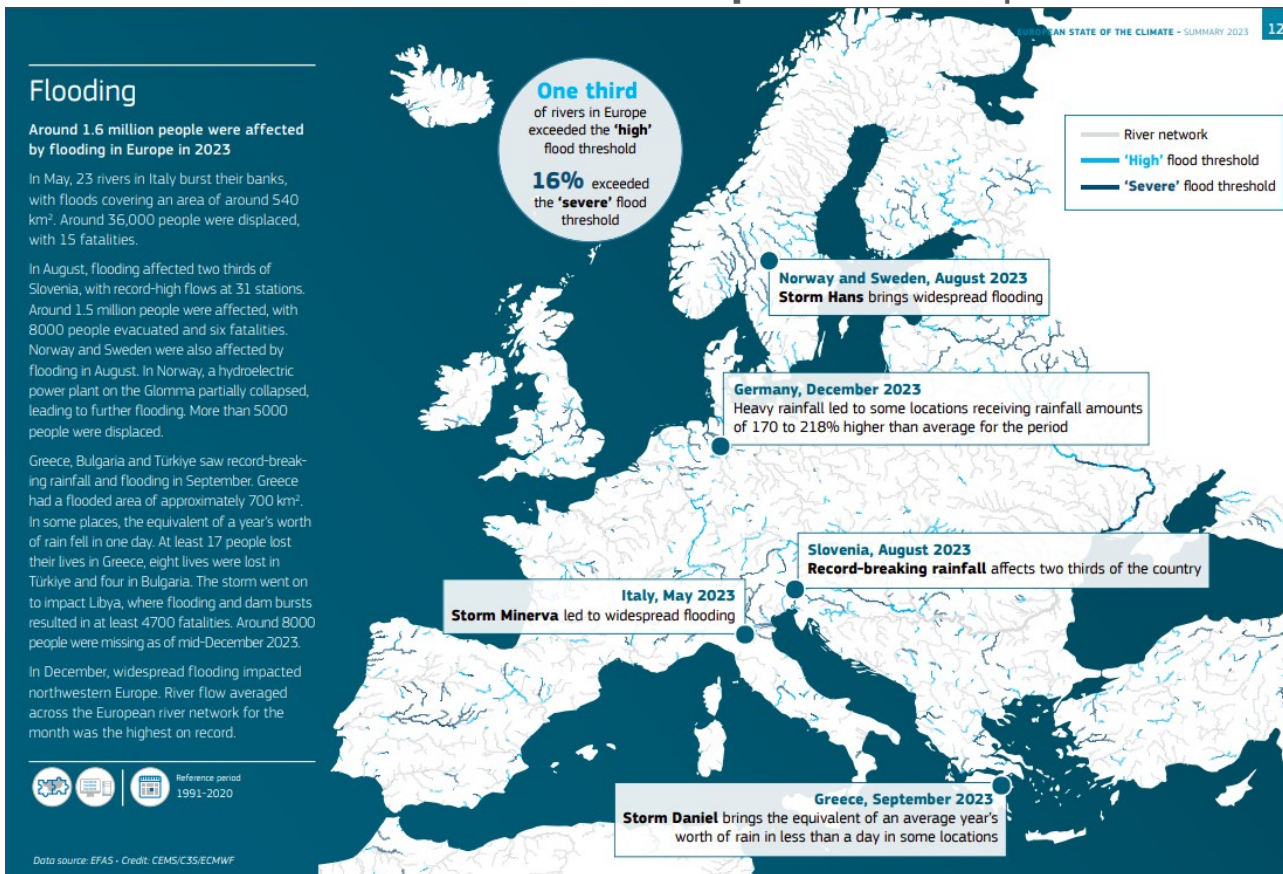 EUROPEAN STATE OF THE CLIMATE – SUMMARY 2023
12
Flooding
Around 1.6 million people were affected
by flooding in Europe in 2023
In May, 23 rivers in Italy burst their banks,
with floods covering an area of around 540
km². Around 36,000 people were displaced,
with 15 fatalities.
In August, flooding affected two thirds of
Slovenia, with record-high flows at 31 stations.
Around 1.5 million people were affected, with
8000 people evacuated and six fatalities.
Norway and Sweden were also affected by
flooding in August. In Norway, a hydroelectric
power plant on the Glomma partially collapsed,
leading to further flooding. More than 5000
people were displaced.
Greece, Bulgaria and Türkiye saw record-break-
ing rainfall and flooding in September. Greece
had a flooded area of approximately 700 km².
In some places, the equivalent of a year's worth
of rain fell in one day. At least 17 people lost
their lives in Greece, eight lives were lost in
Türkiye and four in Bulgaria. The storm went on
to impact Libya, where flooding and dam bursts
resulted in at least 4700 fatalities. Around 8000
people were missing as of mid-December 2023.
In December, widespread flooding impacted
northwestern Europe. River flow averaged
across the European river network for the
month was the highest on record.
Reference period
1991-2020
Data source: EFAS • Credit: CEMS/C3S/ECMWF
One third
of rivers in Europe
exceeded the 'high'
flood threshold
16% exceeded
the 'severe' flood
threshold
River network
'High' flood threshold
'Severe' flood threshold
Norway and Sweden, August 2023
Storm Hans brings widespread flooding
Germany, December 2023
Heavy rainfall led to some locations receiving rainfall amounts
of 170 to 218% higher than average for the period
Slovenia, August 2023
Record-breaking rainfall affects two thirds of the country
Italy, May 2023
Storm Minerva led to widespread flooding
Greece, September 2023
Storm Daniel brings the equivalent of an average year's
worth of rain in less than a day in some locations